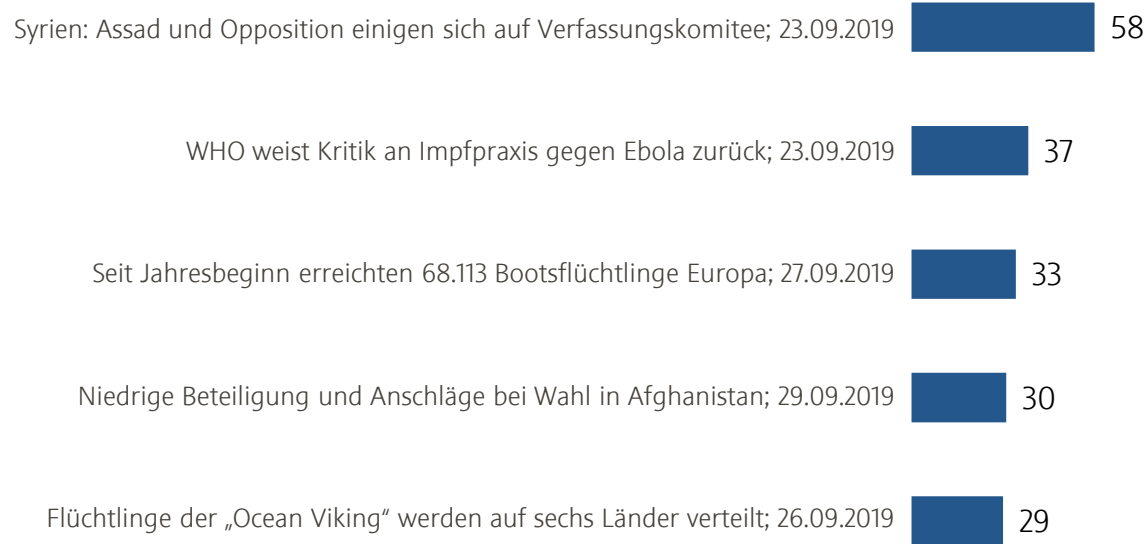 Syrien: Assad und Opposition einigen sich auf Verfassungskomitee; 23.09.2019 58
WHO weist Kritik an Impfpraxis gegen Ebola zurück; 23.09.2019 37
Seit Jahresbeginn erreichten 68.113 Bootsflüchtlinge Europa; 27.09.2019 33
Niedrige Beteiligung und Anschläge bei Wahl in Afghanistan; 29.09.2019 30
Flüchtlinge der „Ocean Viking“ werden auf sechs Länder verteilt; 26.09.2019 29